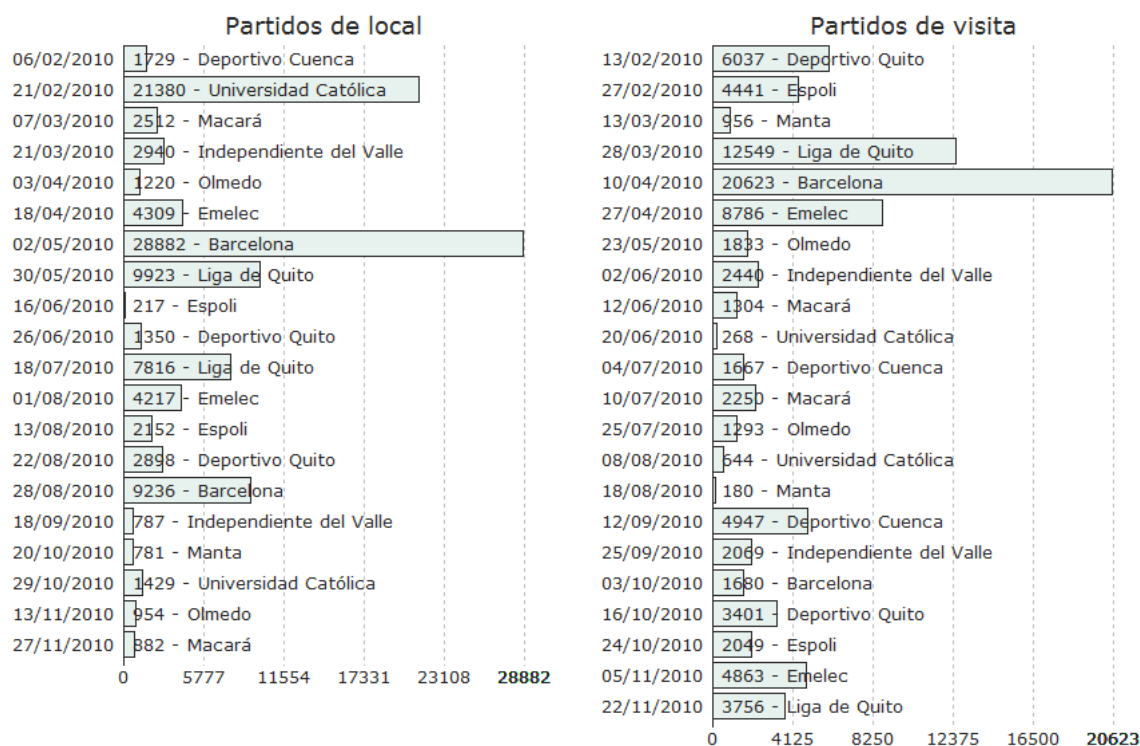 Partidos de local
06/02/2010 1729 - Deportivo Cuenca
21/02/2010 21380 - Universidad Católica
07/03/2010 2512 - Macará
21/03/2010 2940 - Independiente del Valle
03/04/2010 1220 - Olmedo
18/04/2010 4309 - Emelec
02/05/2010 28882 - Barcelona
30/05/2010 9923 - Liga de Quito
16/06/2010 217 - Espoli
26/06/2010 1350 - Deportivo Quito
18/07/2010 7816 - Liga de Quito
01/08/2010 4217 - Emelec
13/08/2010 2152 - Espoli
22/08/2010 2898 - Deportivo Quito
28/08/2010 9236 - Barcelona
18/09/2010 787 - Independiente del Valle
20/10/2010 781 - Manta
29/10/2010 1429 - Universidad Católica
13/11/2010 954 - Olmedo
27/11/2010 882 - Macará
0 5777 11554 17331 23108 28882
Partidos de visita
13/02/2010 6037 - Deportivo Quito
27/02/2010 4441 - Espoli
13/03/2010 956 - Manta
28/03/2010 12549 - Liga de Quito
10/04/2010 20623 - Barcelona
27/04/2010 8786 - Emelec
23/05/2010 1833 - Olmedo
02/06/2010 2440 - Independiente del Valle
12/06/2010 1304 - Macará
20/06/2010 268 - Universidad Católica
04/07/2010 1667 - Deportivo Cuenca
10/07/2010 2250 - Macará
25/07/2010 1293 - Olmedo
08/08/2010 644 - Universidad Católica
18/08/2010 180 - Manta
12/09/2010 4947 - Deportivo Cuenca
25/09/2010 2069 - Independiente del Valle
03/10/2010 1680 - Barcelona
16/10/2010 3401 - Deportivo Quito
24/10/2010 2049 - Espoli
05/11/2010 4863 - Emelec
22/11/2010 3756 - Liga de Quito
0 4125 8250 12375 16500 20623